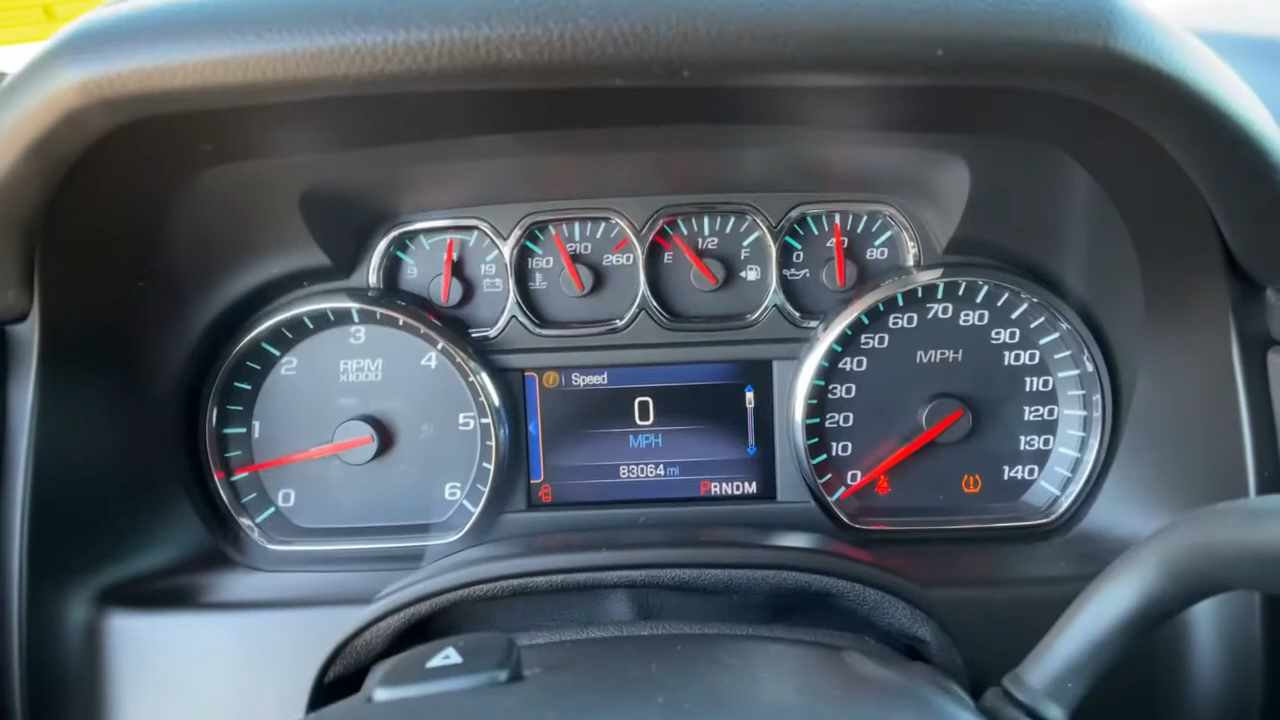 9 19
160 210 260
E 1/2 F
0 40 80
0 1 2 3 4 5 6
RPM
x1000
Speed
0
MPH
83064 mi
PRNDM
0 10 20 30 40 50 60 70 80 90 100 110 120 130 140
MPH